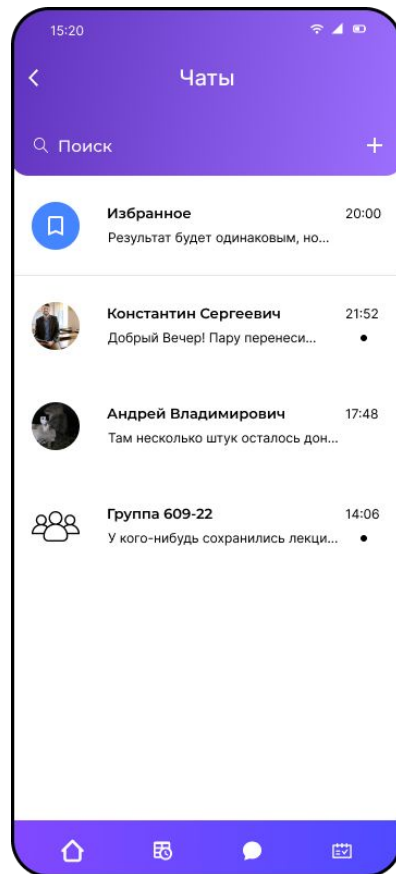 15:20
Чаты
Поиск
Избранное 20:00
Результат будет одинаковым, но...
Константин Сергеевич 21:52
Добрый Вечер! Пару перенеси...
Андрей Владимирович 17:48
Там несколько штук осталось дон...
Группа 609-22 14:06
У кого-нибудь сохранились лекци...